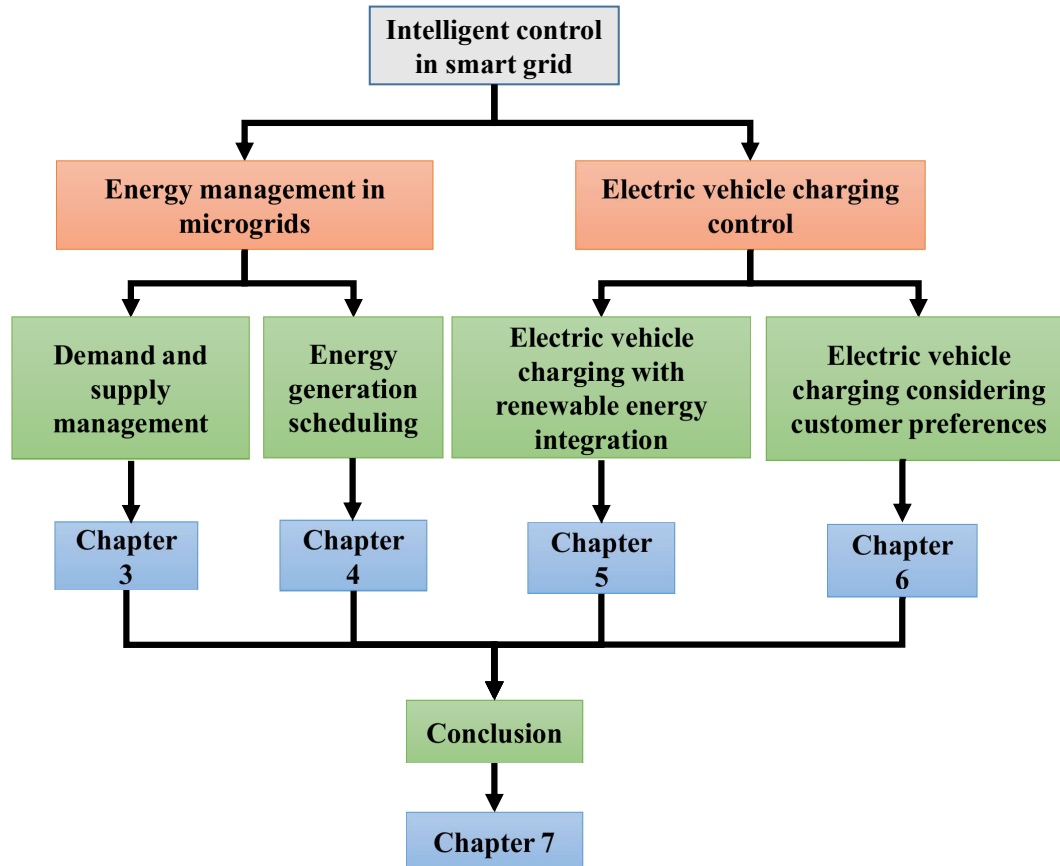 Intelligent control
in smart grid
Energy management in
microgrids
Electric vehicle charging
control
Demand and
supply
management
Energy
generation
scheduling
Electric vehicle
charging with
renewable energy
integration
Electric vehicle
charging considering
customer preferences
Chapter
3
Chapter
4
Chapter
5
Chapter
6
Conclusion
Chapter 7